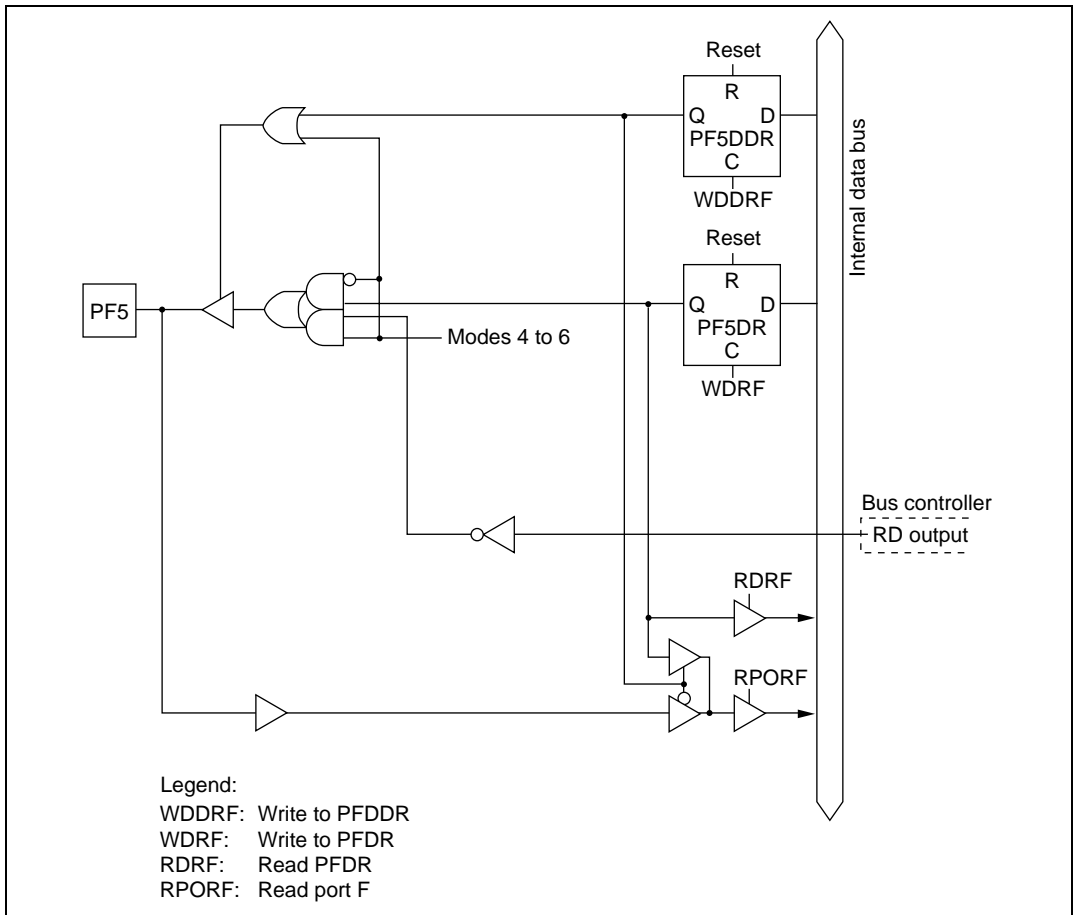 Reset
R
Q D
PF5DDR
C
WDDRF
Internal data bus
Reset
R
Q D
PF5DR
C
WDRF
PF5
Modes 4 to 6
Bus controller
RD output
RDRF
RPORF
Legend:
WDDRF: Write to PFDDR
WDRF: Write to PFDR
RDRF: Read PFDR
RPORF: Read port F